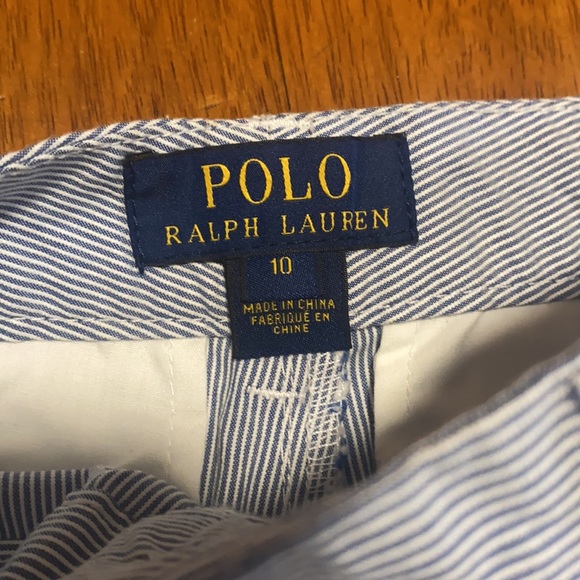 POLO
RALPH LAUREN
10
MADE IN CHINA
FABRIQUÉ EN
CHINE